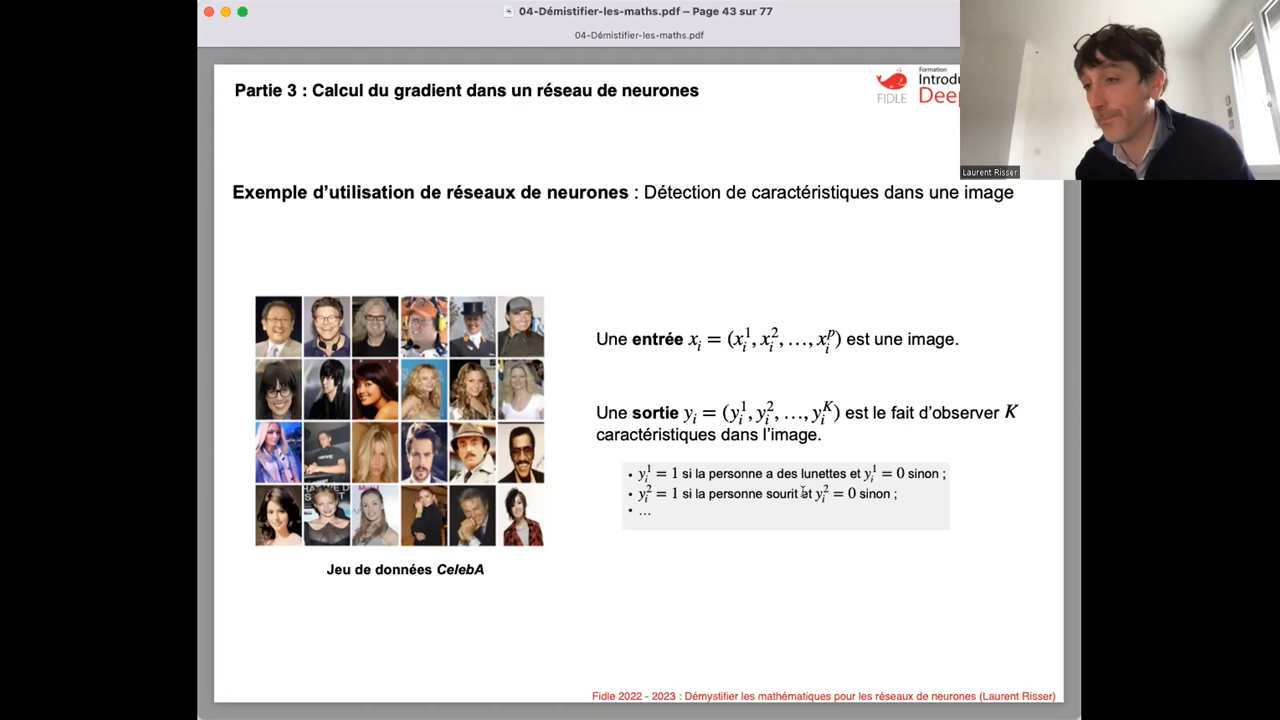 04-Démistifier-les-maths.pdf – Page 43 sur 77
04-Démistifier-les-maths.pdf
Partie 3 : Calcul du gradient dans un réseau de neurones
Formation
Introdu
FIDLE Deep
Laurent Risser
Exemple d’utilisation de réseaux de neurones : Détection de caractéristiques dans une image
Une entrée xᵢ = (xᵢ¹, xᵢ², …, xᵢᵖ) est une image.
Une sortie yᵢ = (yᵢ¹, yᵢ², …, yᵢᴷ) est le fait d’observer K
caractéristiques dans l’image.
• yᵢ¹ = 1 si la personne a des lunettes et yᵢ¹ = 0 sinon ;
• yᵢ² = 1 si la personne sourit et yᵢ² = 0 sinon ;
• …
Jeu de données CelebA
Fidle 2022 - 2023 : Démystifier les mathématiques pour les réseaux de neurones (Laurent Risser)